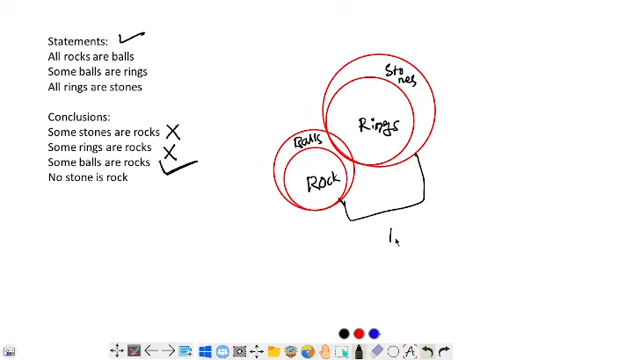 Statements:
All rocks are balls
Some balls are rings
All rings are stones
Conclusions:
Some stones are rocks
Some rings are rocks
Some balls are rocks
No stone is rock
Stones
Rings
Balls
Rock